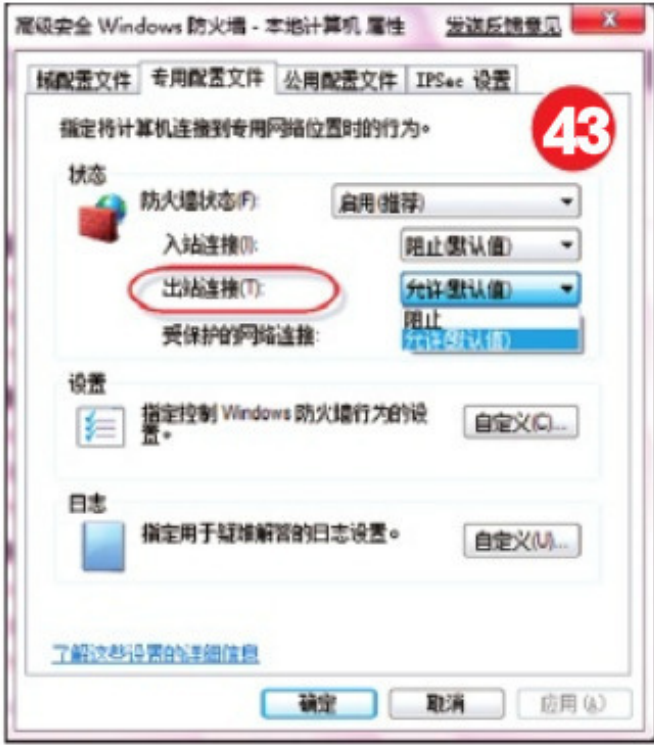 高级安全 Windows 防火墙 - 本地计算机 属性 发送反馈意见
域配置文件 专用配置文件 公用配置文件 IPSec 设置
指定将计算机连接到专用网络位置时的行为。
43
状态
防火墙状态(F): 启用(推荐)
入站连接(I): 阻止(默认值)
出站连接(T): 允许(默认值)
阻止
允许(默认值)
受保护的网络连接:
设置
指定控制 Windows 防火墙行为的设
置。
自定义(C)...
日志
指定用于疑难解答的日志设置。
自定义(U)...
了解这些设置的详细信息
确定 取消 应用(A)